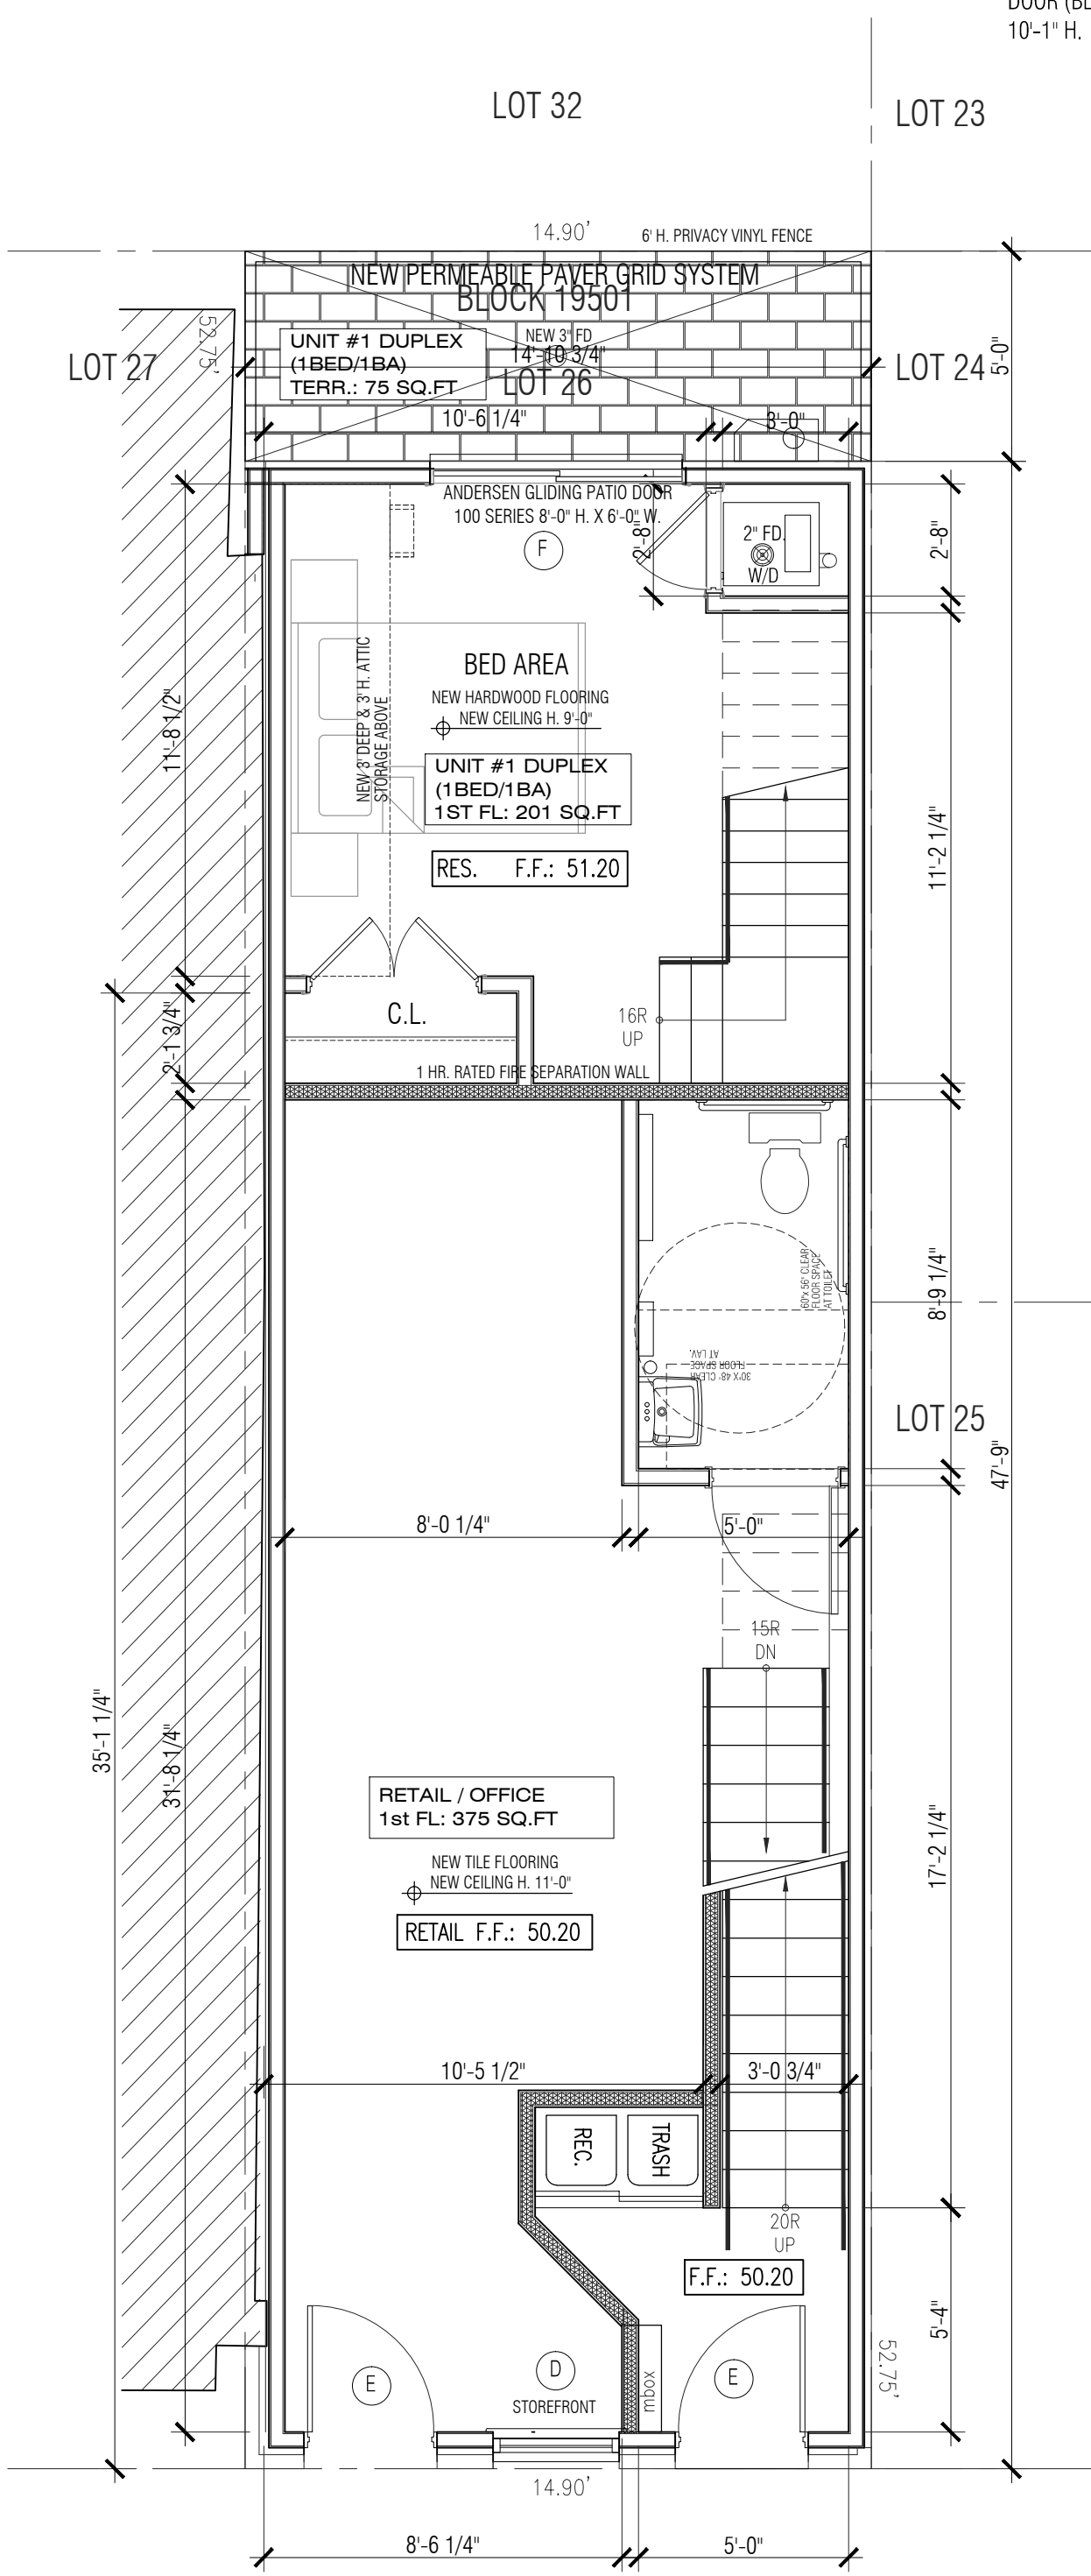 DOOR (BL
10'-1" H.
LOT 32
LOT 23
14.90'
6' H. PRIVACY VINYL FENCE
NEW PERMEABLE PAVER GRID SYSTEM
BLOCK 19501
52.75'
UNIT #1 DUPLEX
(1BED/1BA)
TERR.: 75 SQ.FT
NEW 3" FD
14'-10 3/4"
LOT 26
LOT 27
LOT 24
5'-0"
10'-6 1/4"
3'-0"
ANDERSEN GLIDING PATIO DOOR
100 SERIES 8'-0" H. X 6'-0" W.
F
2'-8"
2" FD.
W/D
2'-8"
BED AREA
NEW HARDWOOD FLOORING
NEW CEILING H. 9'-0"
NEW 3' DEEP & 3' H. ATTIC
STORAGE ABOVE
11'-8 1/2"
UNIT #1 DUPLEX
(1BED/1BA)
1ST FL: 201 SQ.FT
RES. F.F.: 51.20
11'-2 1/4"
C.L.
16R
UP
2'-1 3/4"
1 HR. RATED FIRE SEPARATION WALL
60"x 56' CLEAR
FLOOR SPACE
AT TOILET
8'-9 1/4"
30'X 48' CLEAR
FLOOR SPACE
AT LAV.
LOT 25
47'-9"
8'-0 1/4"
5'-0"
15R
DN
35'-1 1/4"
31'-8 1/4"
RETAIL / OFFICE
1st FL: 375 SQ.FT
NEW TILE FLOORING
NEW CEILING H. 11'-0"
RETAIL F.F.: 50.20
17'-2 1/4"
10'-5 1/2"
3'-0 3/4"
REC.
TRASH
20R
UP
F.F.: 50.20
5'-4"
52.75'
E
D
STOREFRONT
mbox
E
14.90'
8'-6 1/4"
5'-0"